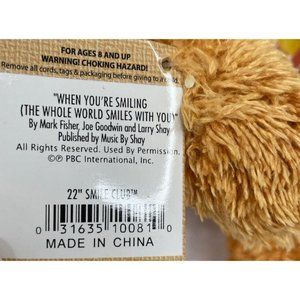 FOR AGES 8 AND UP
WARNING! CHOKING HAZARD!
Remove all cords, tags & packaging before giving to a child.
"WHEN YOU'RE SMILING
(THE WHOLE WORLD SMILES WITH YOU)"
By Mark Fisher, Joe Goodwin and Larry Shay
Published by Music By Shay
All Rights Reserved. Used By Permission.
©℗ PBC International, Inc.
22" SMILE CLUB™
0 31635 10081 0
MADE IN CHINA